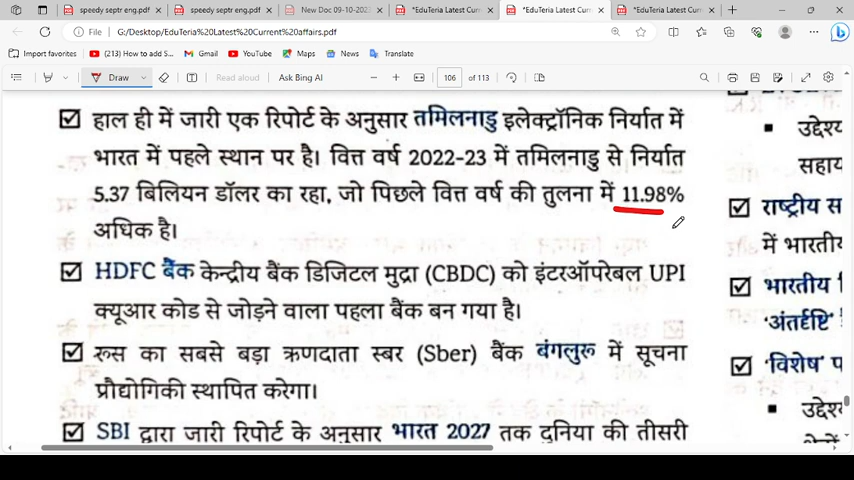 speedy septr eng.pdf
speedy septr eng.pdf
New Doc 09-10-202
*EduTeria Latest Curre
*EduTeria Latest Curre
*EduTeria Latest Curre
File G:/Desktop/EduTeria%20Latest%20Current%20affairs.pdf
Import favorites (213) How to add S... Gmail YouTube Maps News Translate
Draw Read aloud Ask Bing AI 106 of 113
हाल ही में जारी एक रिपोर्ट के अनुसार तमिलनाडु इलेक्ट्रॉनिक निर्यात में
भारत में पहले स्थान पर है। वित्त वर्ष 2022-23 में तमिलनाडु से निर्यात
5.37 बिलियन डॉलर का रहा, जो पिछले वित्त वर्ष की तुलना में 11.98%
अधिक है।
HDFC बैंक केन्द्रीय बैंक डिजिटल मुद्रा (CBDC) को इंटरऑपरेबल UPI
क्यूआर कोड से जोड़ने वाला पहला बैंक बन गया है।
रूस का सबसे बड़ा ऋणदाता स्बर (Sber) बैंक बंगलुरू में सूचना
प्रौद्योगिकी स्थापित करेगा।
SBI द्वारा जारी रिपोर्ट के अनुसार भारत 2027 तक दुनिया की तीसरी
उद्देश्य
सहाय
राष्ट्रीय स
में भारतीय
भारतीय
'अंतर्दृष्टि'
'विशेष' प
उद्देश्य